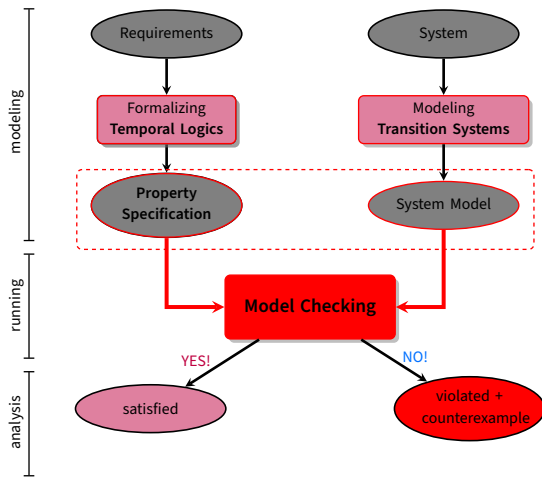 Requirements
System
modeling
Formalizing
Temporal Logics
Modeling
Transition Systems
Property
Specification
System Model
running
Model Checking
YES!
NO!
analysis
satisfied
violated +
counterexample